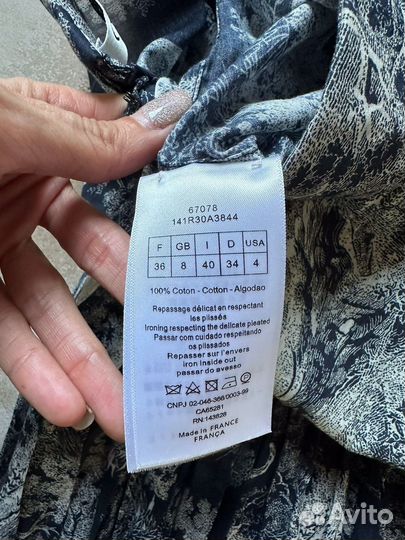 67078
141R30A3844
F GB I D USA
36 8 40 34 4
100% Coton - Cotton - Algodao
Repassage délicat en respectant
les plissés
Ironing respecting the delicate pleated
Passar com cuidado respeitando
os plissados
Repasser sur l'envers
iron inside out
passar do avesso
CNPJ 02-046-366/0003-99
CA65281
RN:143828
Made in FRANCE
FRANÇA
Avito